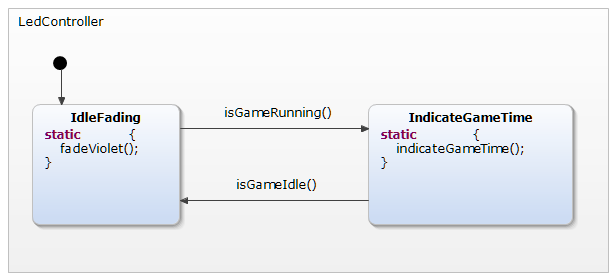 LedController
IdleFading
static {
fadeViolet();
}
isGameRunning()
isGameIdle()
IndicateGameTime
static {
indicateGameTime();
}